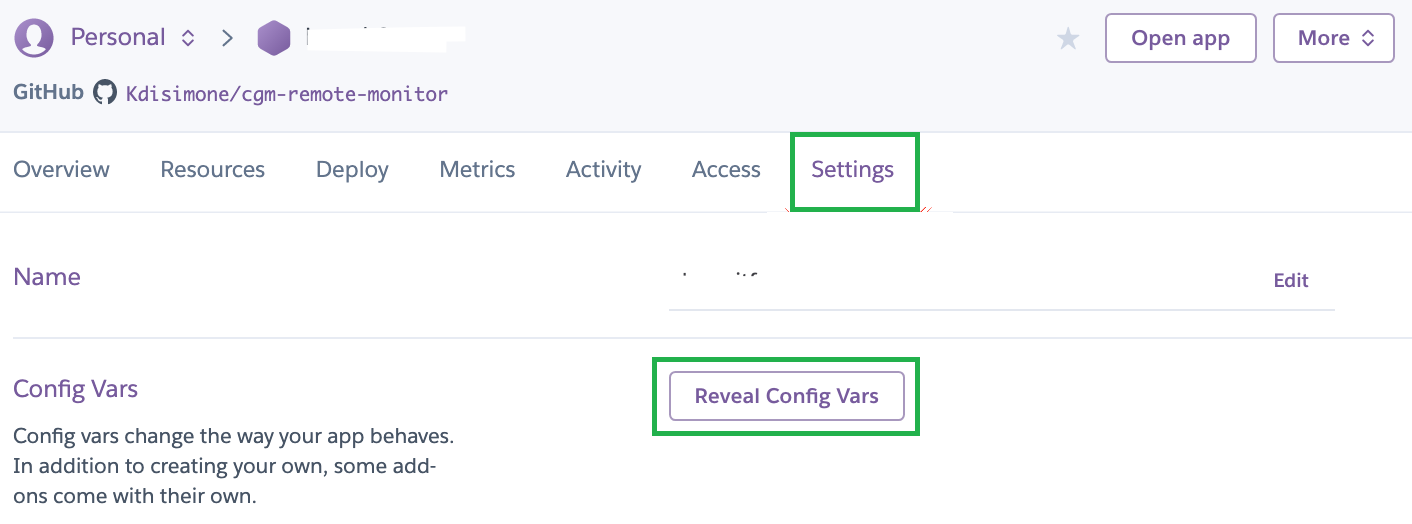 Personal
Open app
More
GitHub Kdisimone/cgm-remote-monitor
Overview Resources Deploy Metrics Activity Access Settings
Name
Edit
Config Vars
Reveal Config Vars
Config vars change the way your app behaves.
In addition to creating your own, some add-
ons come with their own.